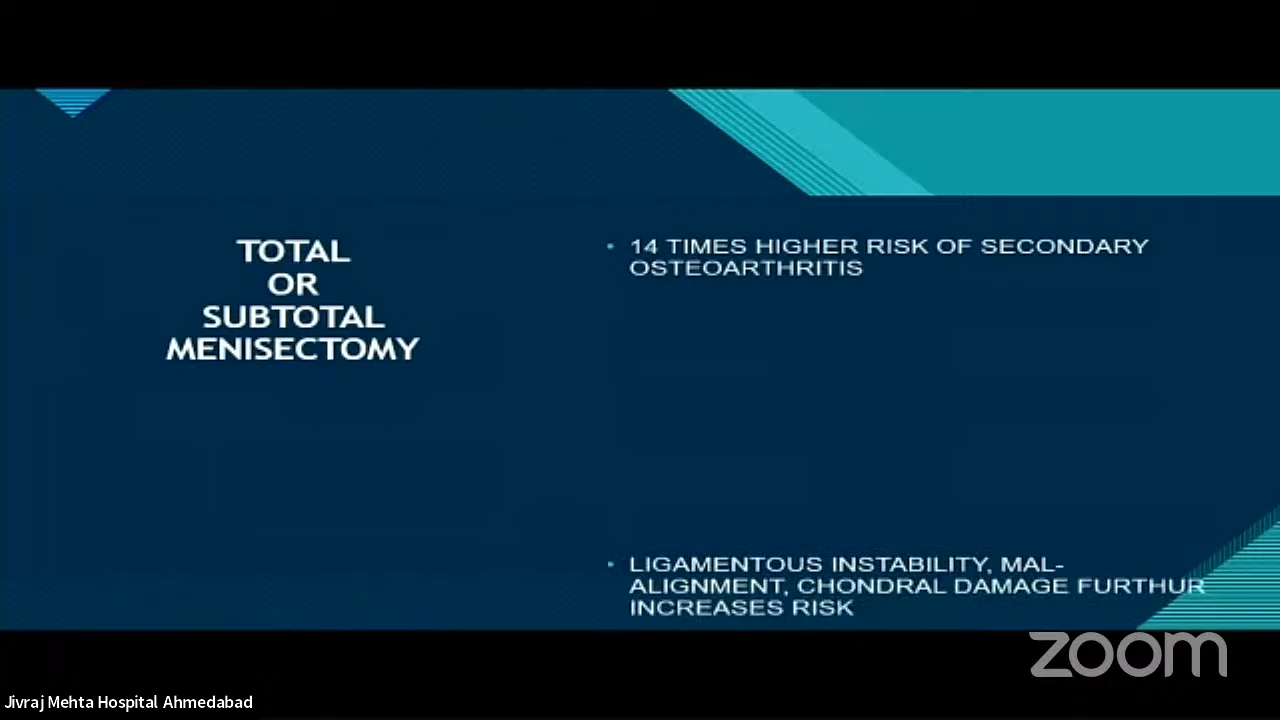 TOTAL
OR
SUBTOTAL
MENISECTOMY
• 14 TIMES HIGHER RISK OF SECONDARY
OSTEOARTHRITIS
• LIGAMENTOUS INSTABILITY, MAL-
ALIGNMENT, CHONDRAL DAMAGE FURTHUR
INCREASES RISK
zoom
Jivraj Mehta Hospital Ahmedabad